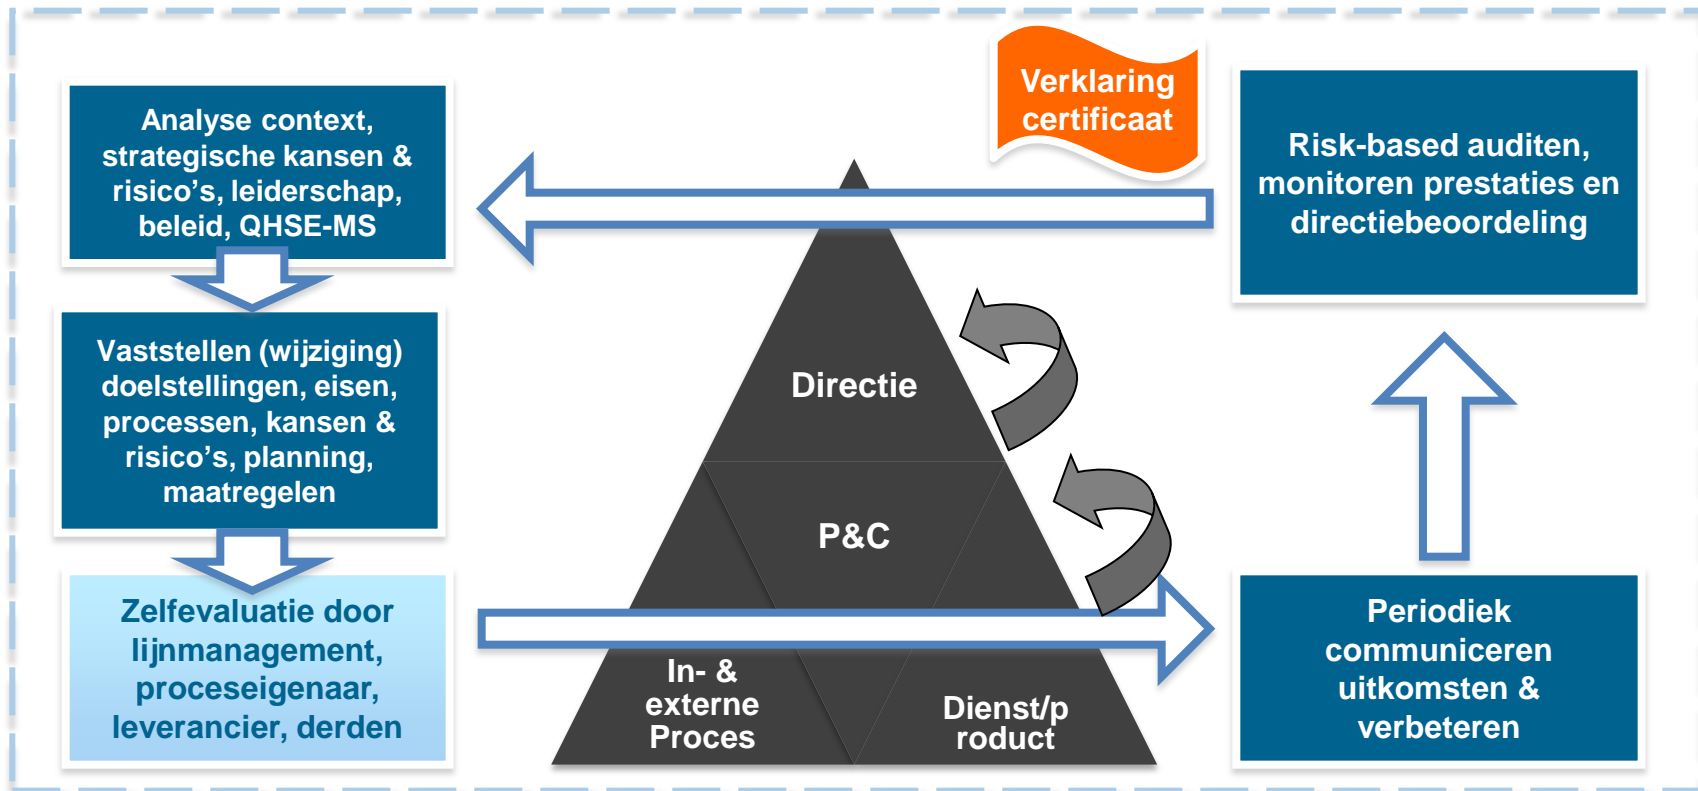 Analyse context,
strategische kansen &
risico’s, leiderschap,
beleid, QHSE-MS
Vaststellen (wijziging)
doelstellingen, eisen,
processen, kansen &
risico’s, planning,
maatregelen
Zelfevaluatie door
lijnmanagement,
proceseigenaar,
leverancier, derden
Verklaring
certificaat
Directie
P&C
In- &
externe
Proces
Dienst/p
roduct
Risk-based auditen,
monitoren prestaties en
directiebeoordeling
Periodiek
communiceren
uitkomsten &
verbeteren